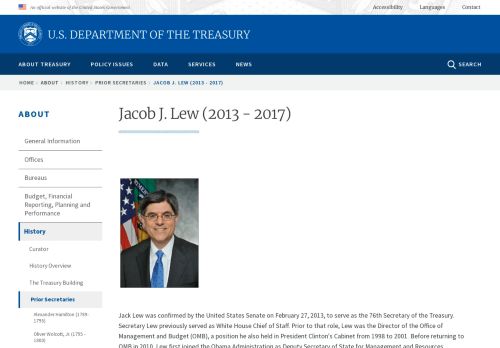 An official website of the United States Government
Accessibility Languages Contact
U.S. DEPARTMENT OF THE TREASURY
ABOUT TREASURY POLICY ISSUES DATA SERVICES NEWS SEARCH
HOME › ABOUT › HISTORY › PRIOR SECRETARIES › JACOB J. LEW (2013 - 2017)
ABOUT
Jacob J. Lew (2013 - 2017)
General Information
Offices
Bureaus
Budget, Financial
Reporting, Planning and
Performance
History
Curator
History Overview
The Treasury Building
Prior Secretaries
Alexander Hamilton (1789-
1795)
Oliver Wolcott, Jr. (1795 -
1800)
Jack Lew was confirmed by the United States Senate on February 27, 2013, to serve as the 76th Secretary of the Treasury.
Secretary Lew previously served as White House Chief of Staff. Prior to that role, Lew was the Director of the Office of
Management and Budget (OMB), a position he also held in President Clinton's Cabinet from 1998 to 2001. Before returning to
OMB in 2010, Lew first joined the Obama Administration as Deputy Secretary of State for Management and Resources.